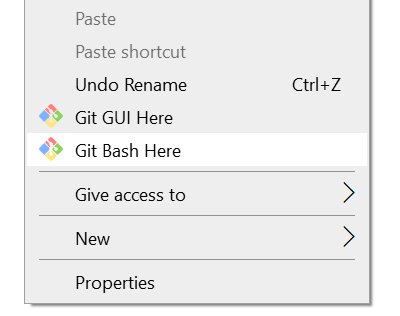 Paste
Paste shortcut
Undo Rename Ctrl+Z
Git GUI Here
Git Bash Here
Give access to
New
Properties